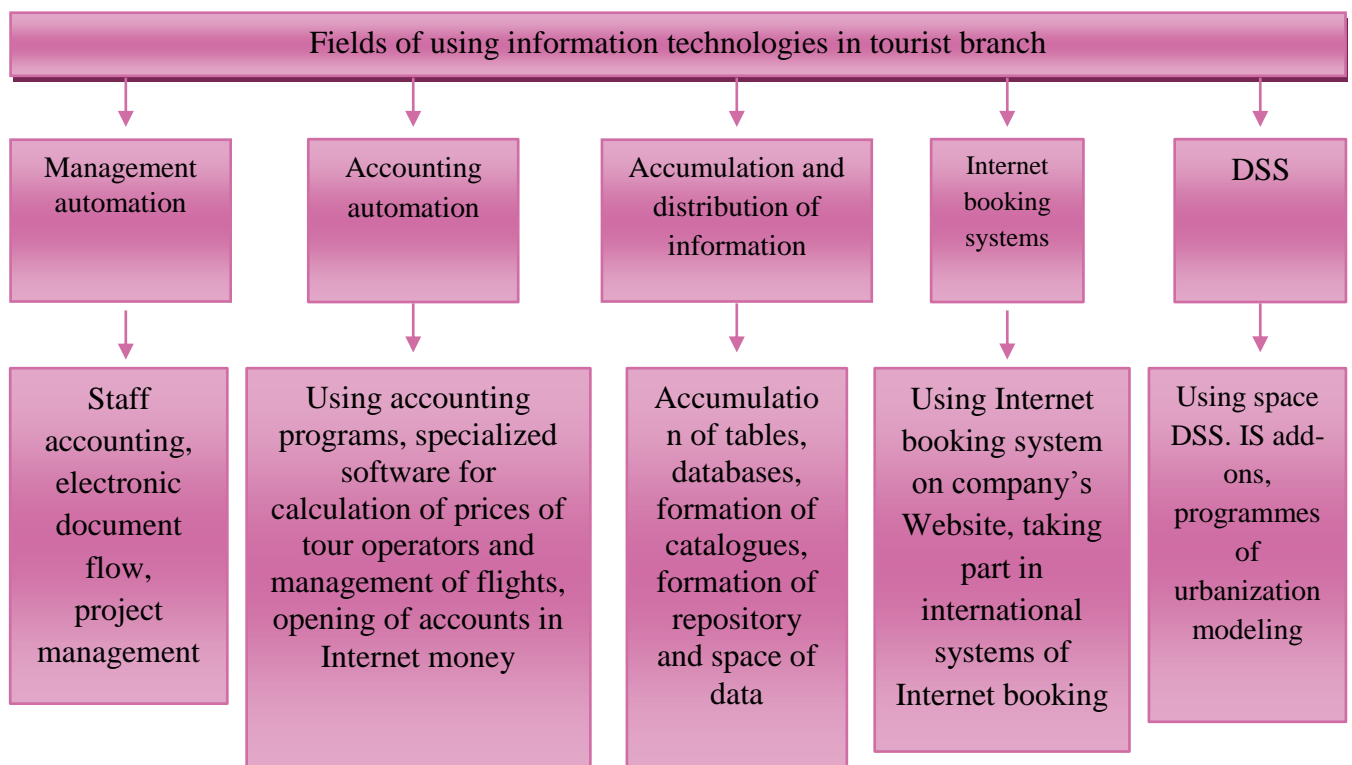 Fields of using information technologies in tourist branch
Management
automation
Accounting
automation
Accumulation and
distribution of
information
Internet
booking
systems
DSS
Staff
accounting,
electronic
document
flow,
project
management
Using accounting
programs, specialized
software for
calculation of prices of
tour operators and
management of flights,
opening of accounts in
Internet money
Accumulatio
n of tables,
databases,
formation of
catalogues,
formation of
repository
and space of
data
Using Internet
booking system
on company’s
Website, taking
part in
international
systems of
Internet booking
Using space
DSS. IS add-
ons,
programmes
of
urbanization
modeling